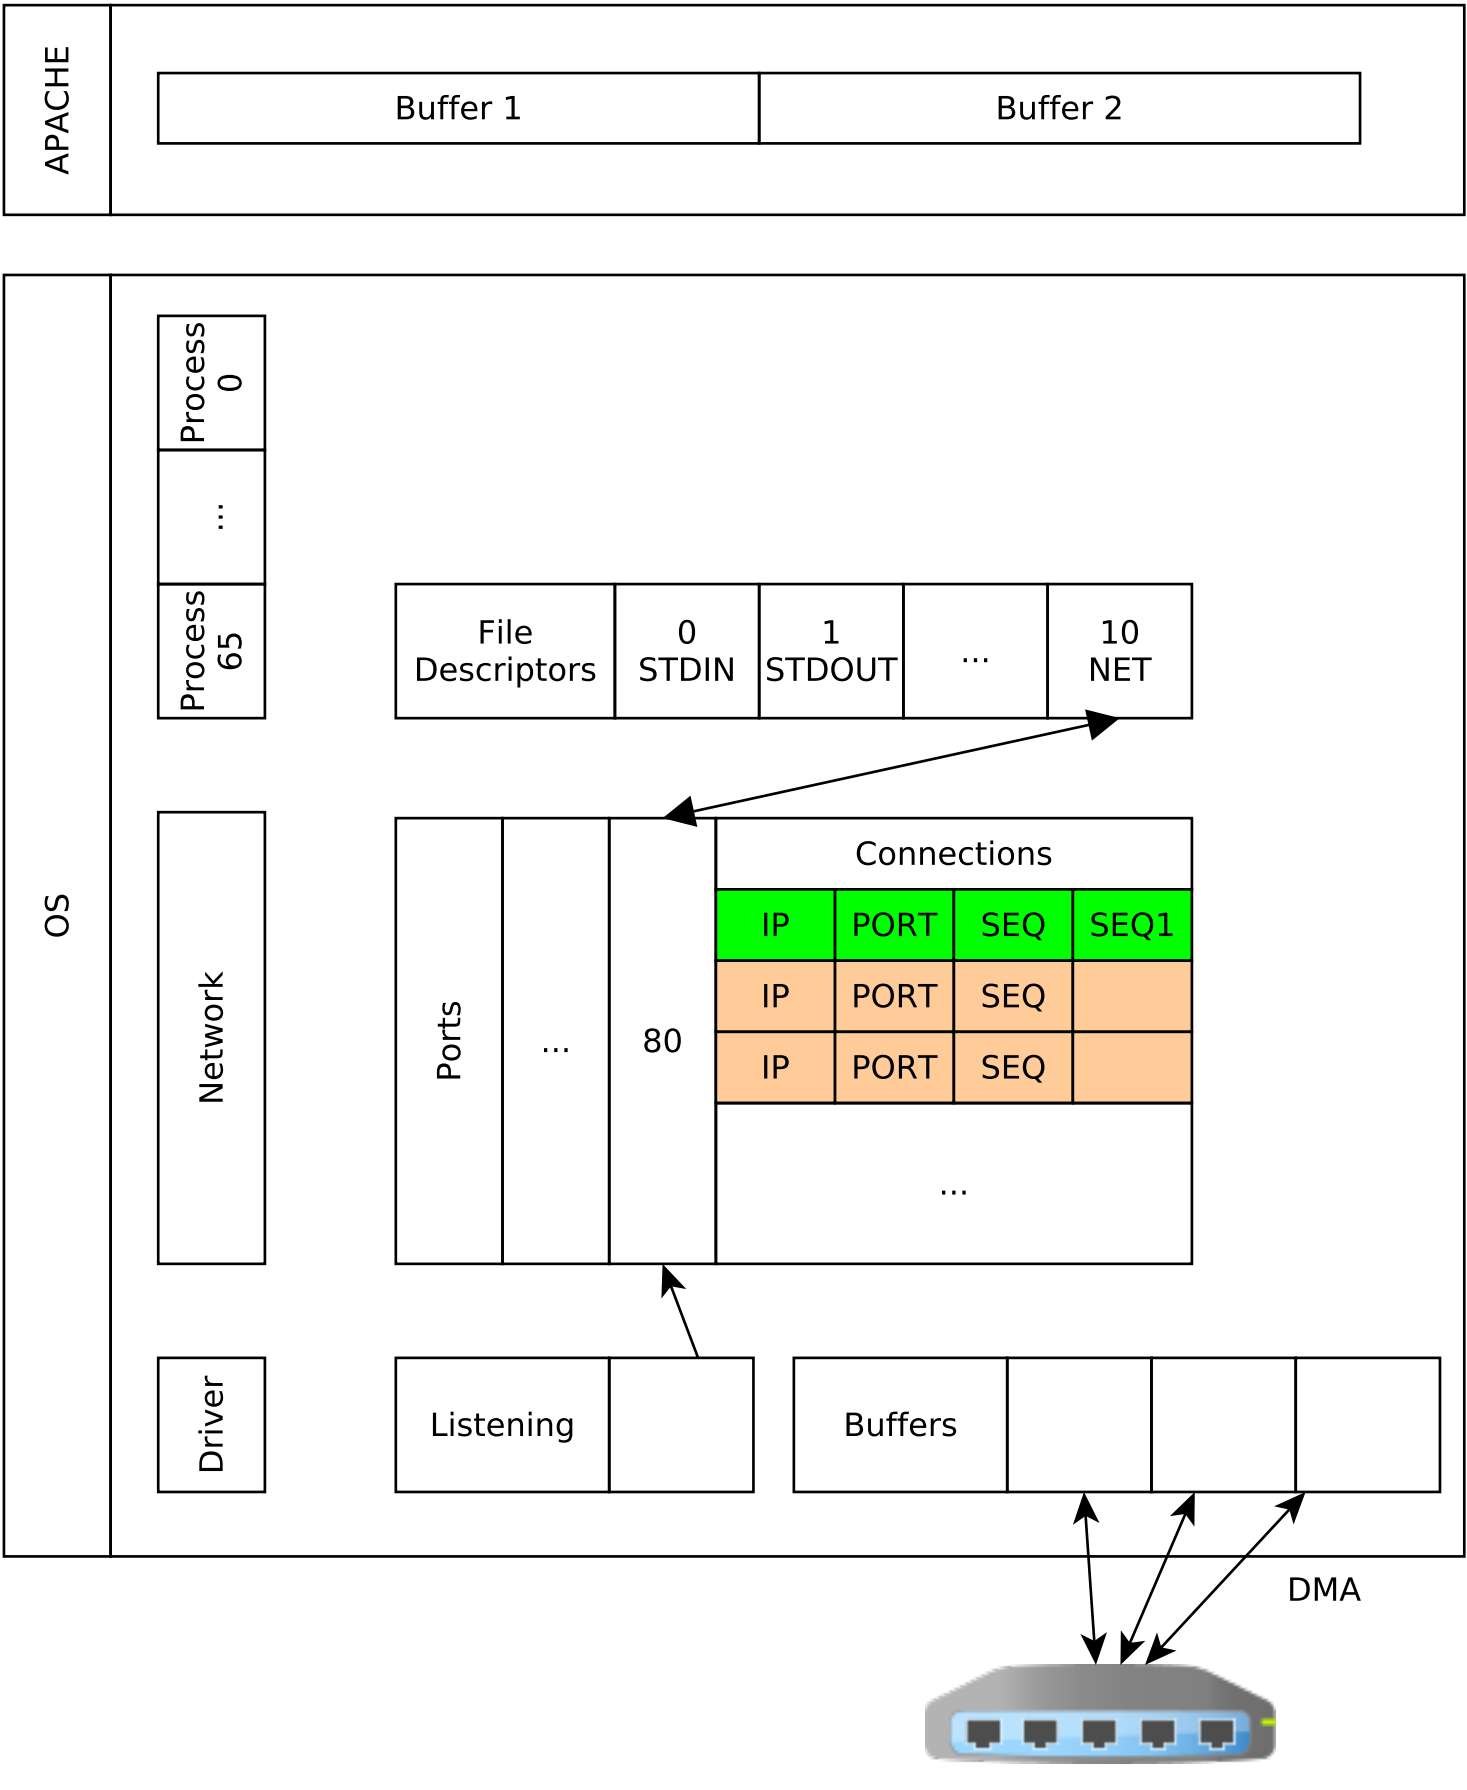 APACHE
Buffer 1
Buffer 2
OS
Process
0
...
Process
65
File
Descriptors
0
STDIN
1
STDOUT
...
10
NET
Network
Ports
...
80
Connections
IP
PORT
SEQ
SEQ1
IP
PORT
SEQ
IP
PORT
SEQ
...
Driver
Listening
Buffers
DMA